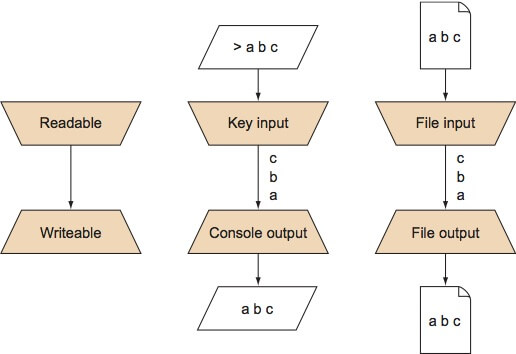 > a b c
a b c
Readable
Key input
File input
c
b
a
c
b
a
Writeable
Console output
File output
a b c
a b c